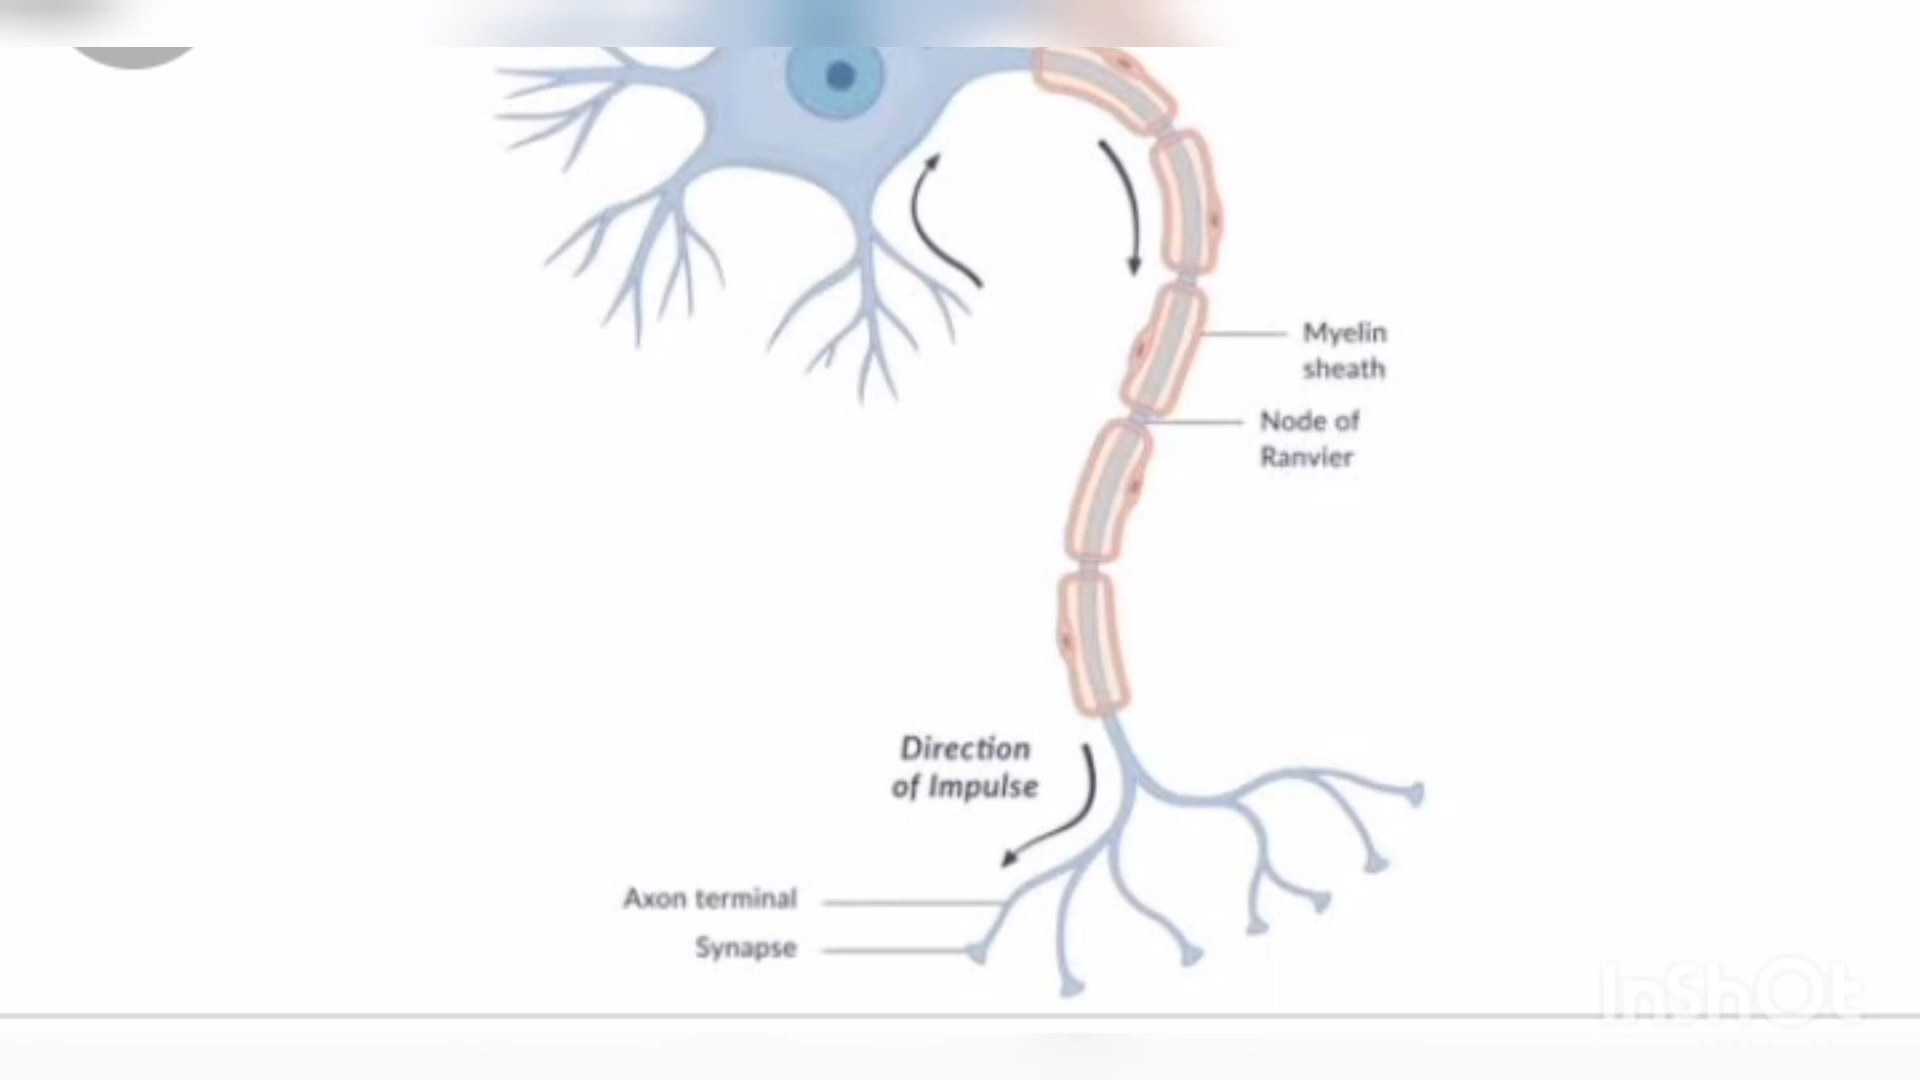 Myelin
sheath
Node of
Ranvier
Direction
of Impulse
Axon terminal
Synapse
InShOt